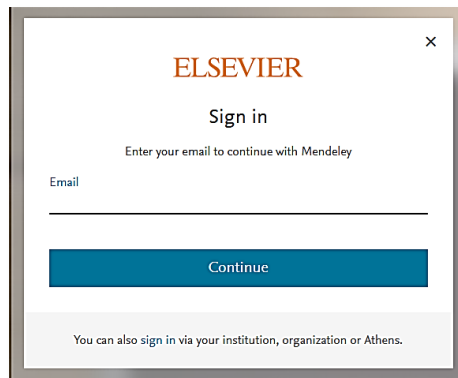 ×
ELSEVIER
Sign in
Enter your email to continue with Mendeley
Email
Continue
You can also sign in via your institution, organization or Athens.